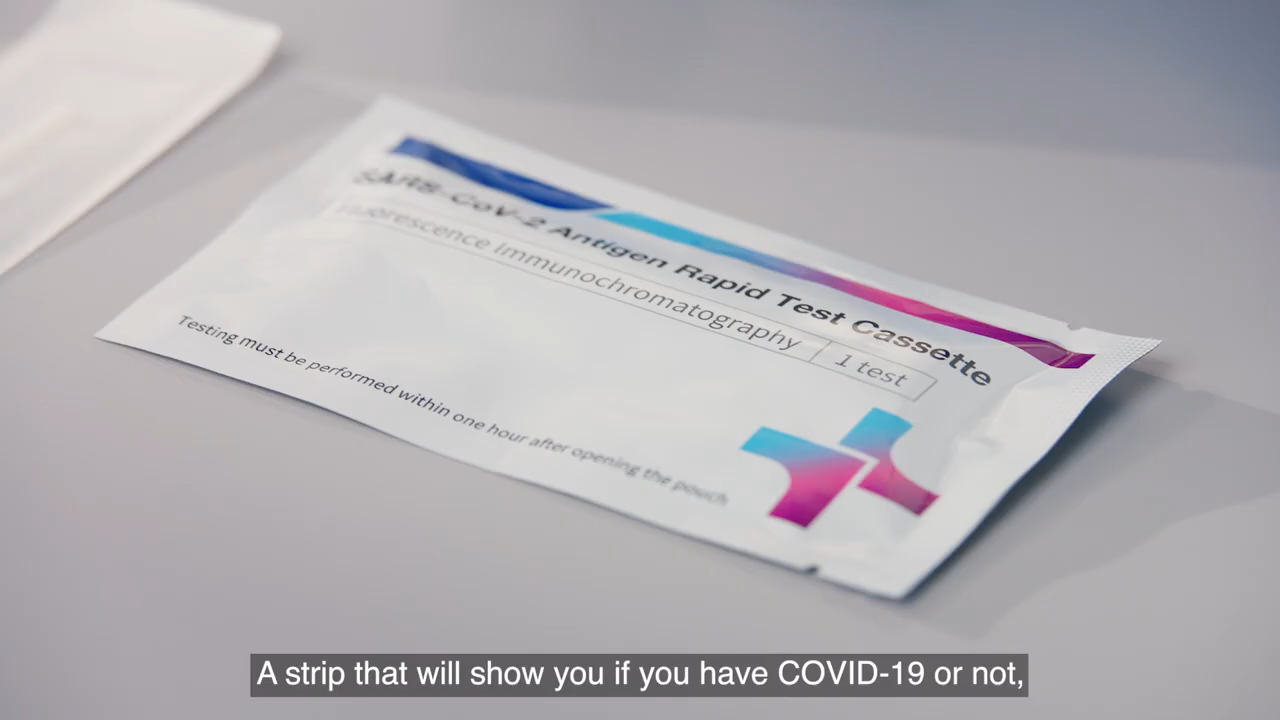 SARS-CoV-2 Antigen Rapid Test Cassette
Fluorescence Immunochromatography 1 test
Testing must be performed within one hour after opening the pouch
A strip that will show you if you have COVID-19 or not,